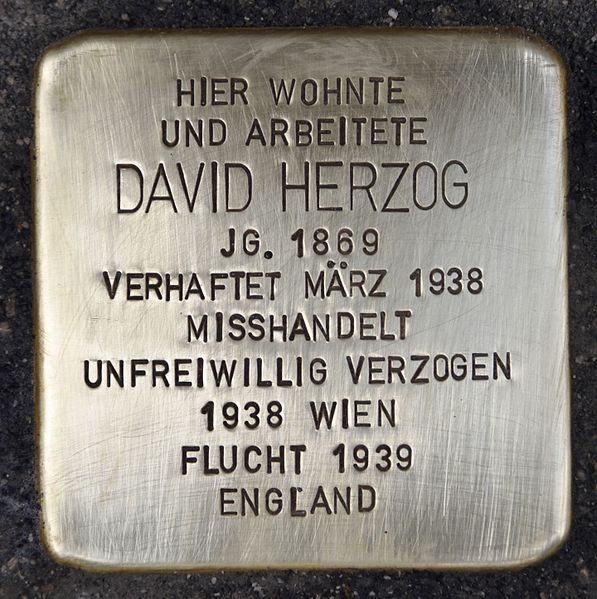 HIER WOHNTE
UND ARBEITETE
DAVID HERZOG
JG. 1869
VERHAFTET MÄRZ 1938
MISSHANDELT
UNFREIWILLIG VERZOGEN
1938 WIEN
FLUCHT 1939
ENGLAND